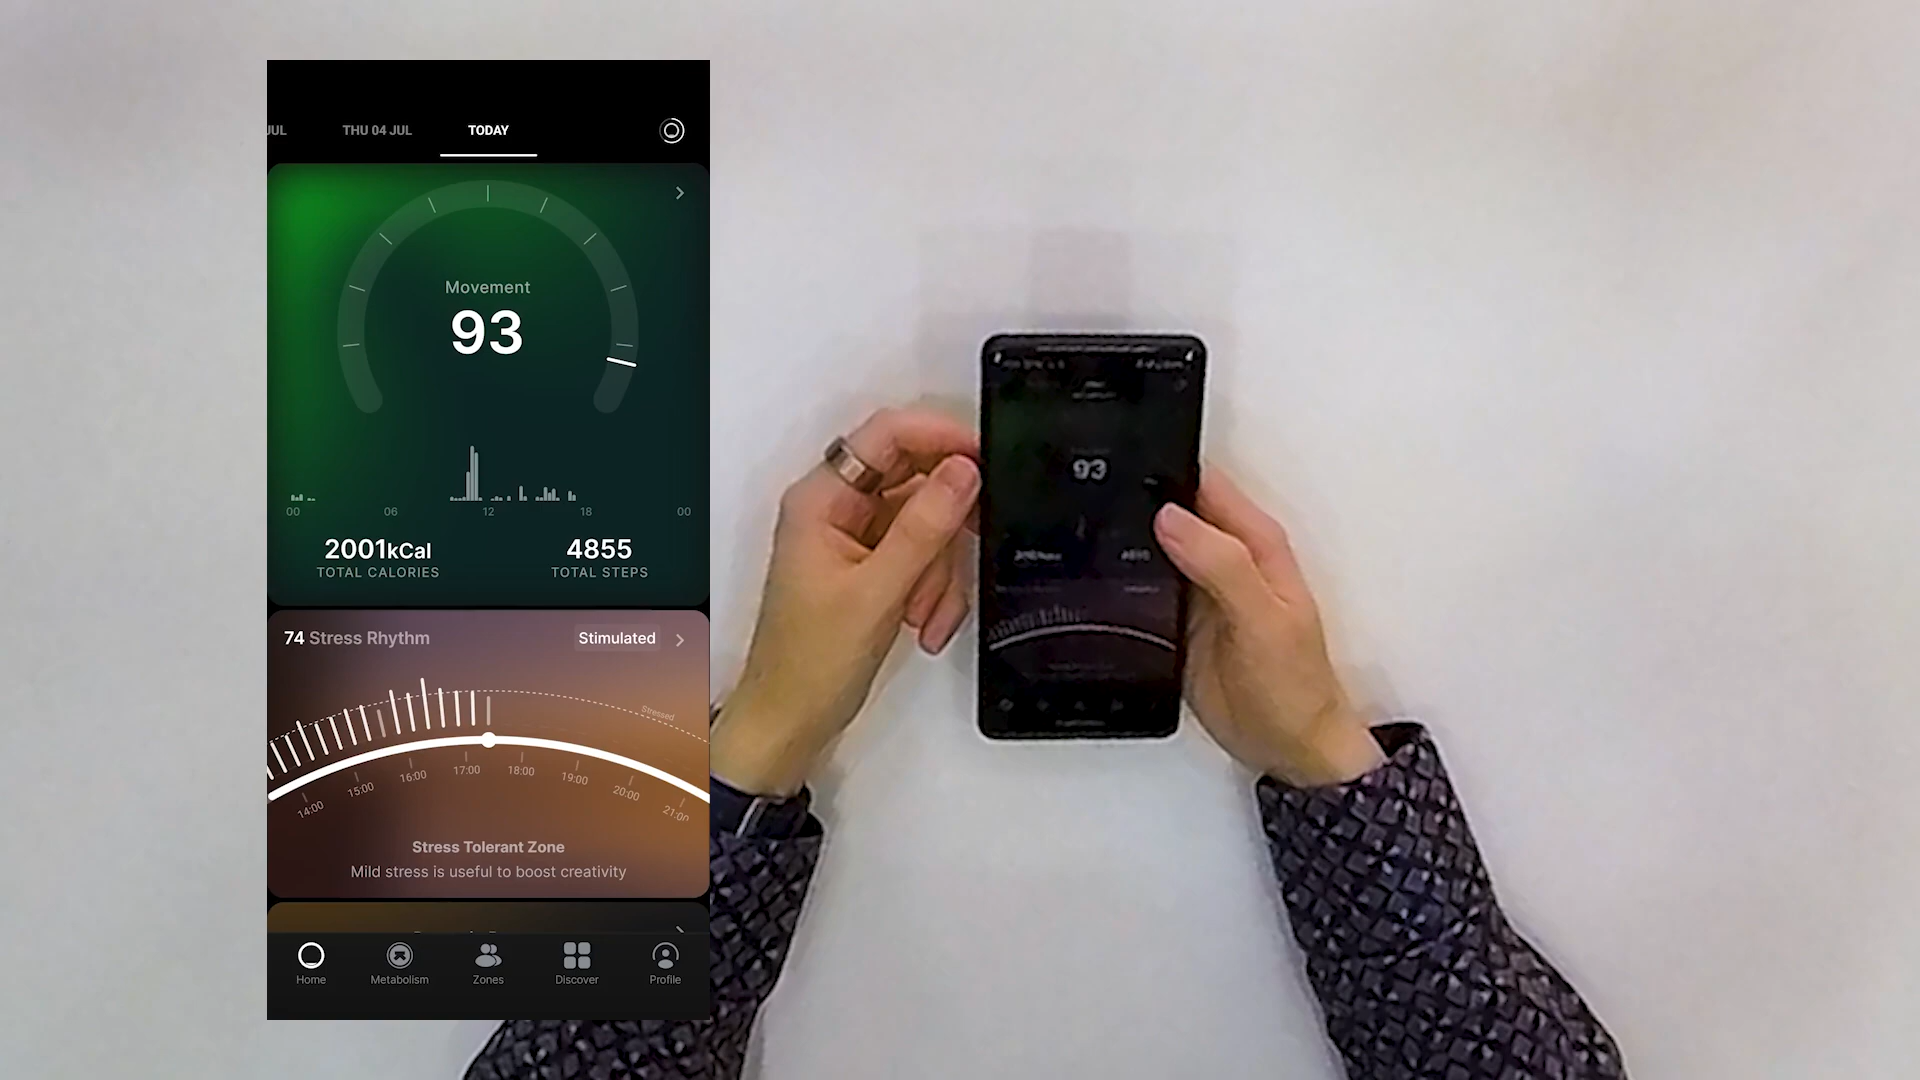 JUL THU 04 JUL TODAY
Movement
93
00 06 12 18 00
2001kCal 4855
TOTAL CALORIES TOTAL STEPS
74 Stress Rhythm Stimulated
Stressed
14:00 15:00 16:00 17:00 18:00 19:00 20:00 21:00
Stress Tolerant Zone
Mild stress is useful to boost creativity
Home Metabolism Zones Discover Profile
93